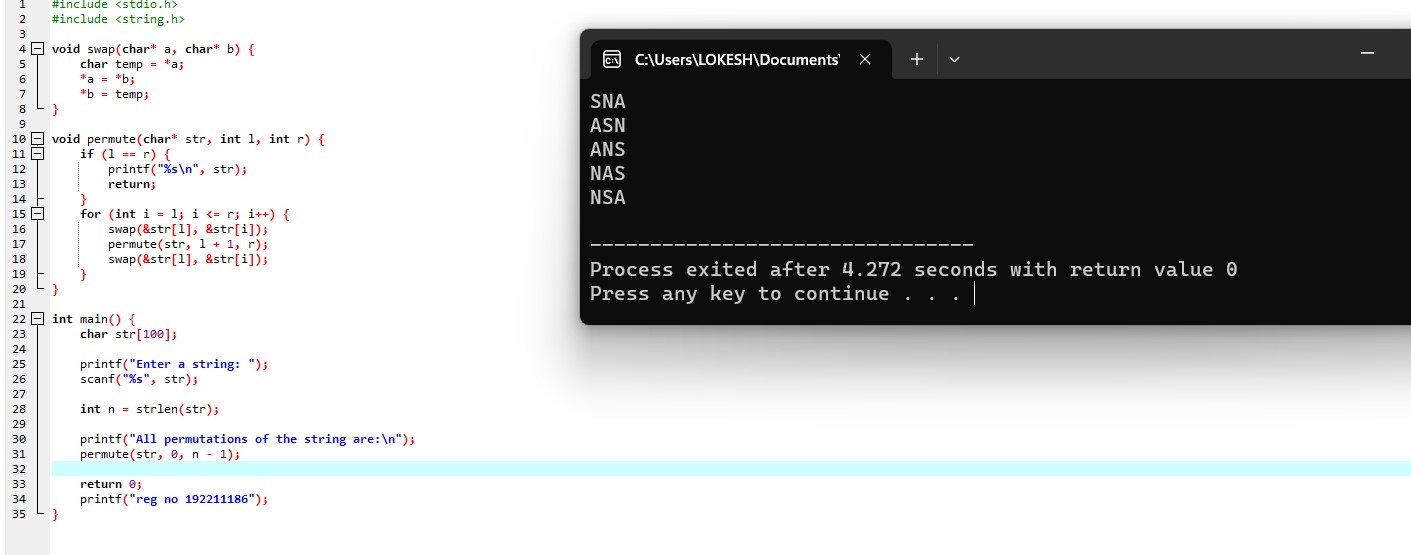 1 #include <stdio.h>
2 #include <string.h>
3
4 void swap(char* a, char* b) {
5 char temp = *a;
6 *a = *b;
7 *b = temp;
8 }
9
10 void permute(char* str, int l, int r) {
11 if (l == r) {
12 printf("%s\n", str);
13 return;
14 }
15 for (int i = l; i <= r; i++) {
16 swap(&str[l], &str[i]);
17 permute(str, l + 1, r);
18 swap(&str[l], &str[i]);
19 }
20 }
21
22 int main() {
23 char str[100];
24
25 printf("Enter a string: ");
26 scanf("%s", str);
27
28 int n = strlen(str);
29
30 printf("All permutations of the string are:\n");
31 permute(str, 0, n - 1);
32
33 return 0;
34 printf("reg no 192211186");
35 }
C:\Users\LOKESH\Documents'
SNA
ASN
ANS
NAS
NSA
--------------------------------
Process exited after 4.272 seconds with return value 0
Press any key to continue . . .